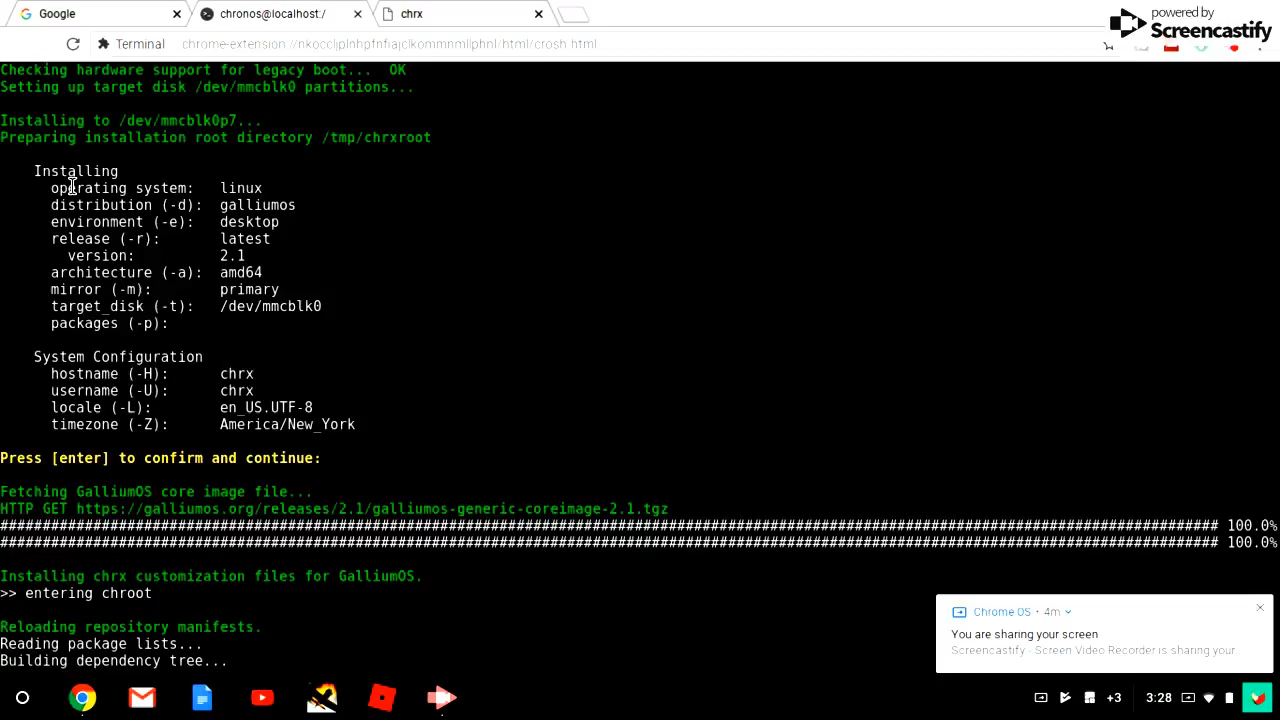 Google
chronos@localhost:/
chrx
powered by
Screencastify
Terminal
Checking hardware support for legacy boot... OK
Setting up target disk /dev/mmcblk0 partitions...
Installing to /dev/mmcblk0p7...
Preparing installation root directory /tmp/chrxroot
Installing
operating system: linux
distribution (-d): galliumos
environment (-e): desktop
release (-r): latest
version: 2.1
architecture (-a): amd64
mirror (-m): primary
target_disk (-t): /dev/mmcblk0
packages (-p):
System Configuration
hostname (-H): chrx
username (-U): chrx
locale (-L): en_US.UTF-8
timezone (-Z): America/New_York
Press [enter] to confirm and continue:
Fetching GalliumOS core image file...
HTTP GET https://galliumos.org/releases/2.1/galliumos-generic-coreimage-2.1.tgz
################################################################################################################################################ 100.0%
################################################################################################################################################ 100.0%
Installing chrx customization files for GalliumOS.
>> entering chroot
Reloading repository manifests.
Reading package lists...
Building dependency tree...
Chrome OS • 4m
You are sharing your screen
Screencastify - Screen Video Recorder is sharing your
+3
3:28